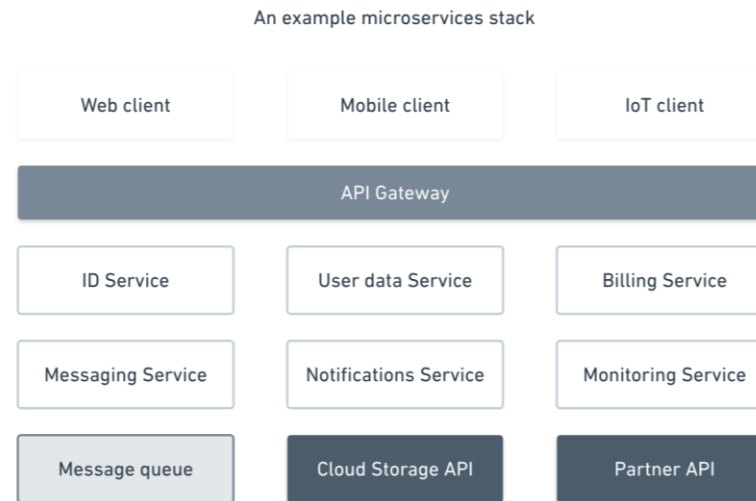 An example microservices stack
Web client
Mobile client
IoT client
API Gateway
ID Service
User data Service
Billing Service
Messaging Service
Notifications Service
Monitoring Service
Message queue
Cloud Storage API
Partner API